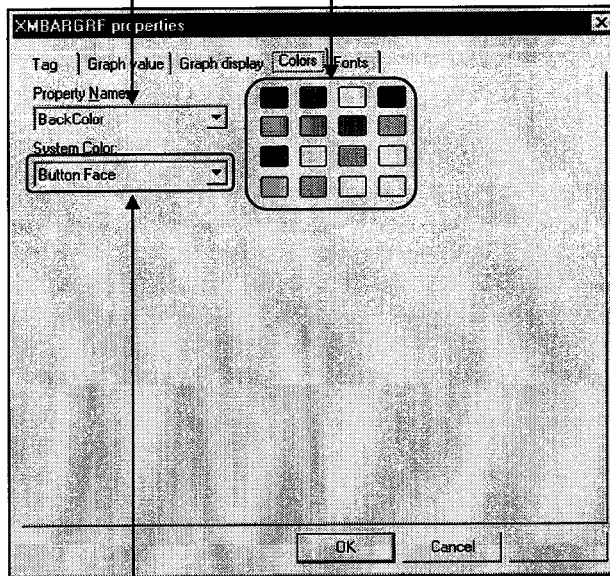 XMBARGRF properties
Tag Graph value Graph display Colors Fonts
Property Name:
BackColor
System Color:
Button Face
OK Cancel